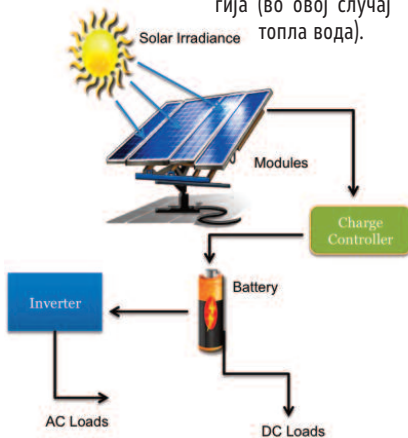 гија (во овој случај
топла вода).
Solar Irradiance
Modules
Charge
Controller
Battery
Inverter
AC Loads
DC Loads